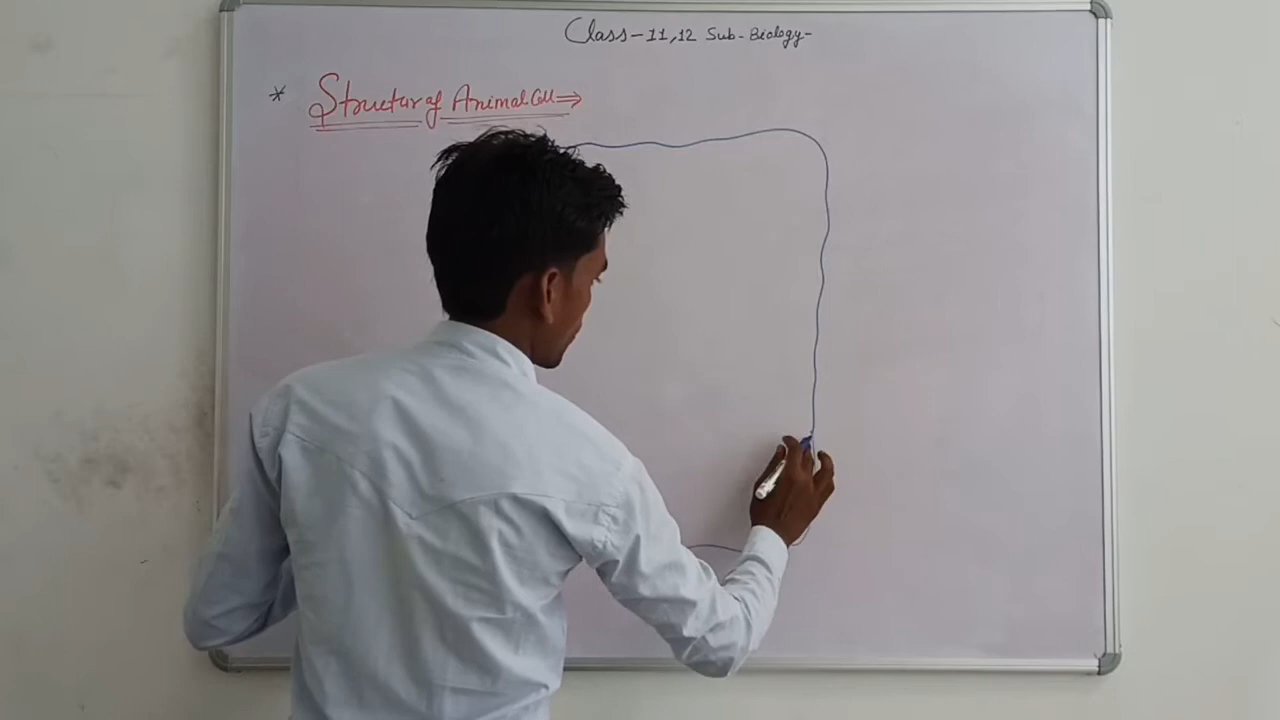 Class-11,12 Sub-Biology-
* Structur of Animal Cell→